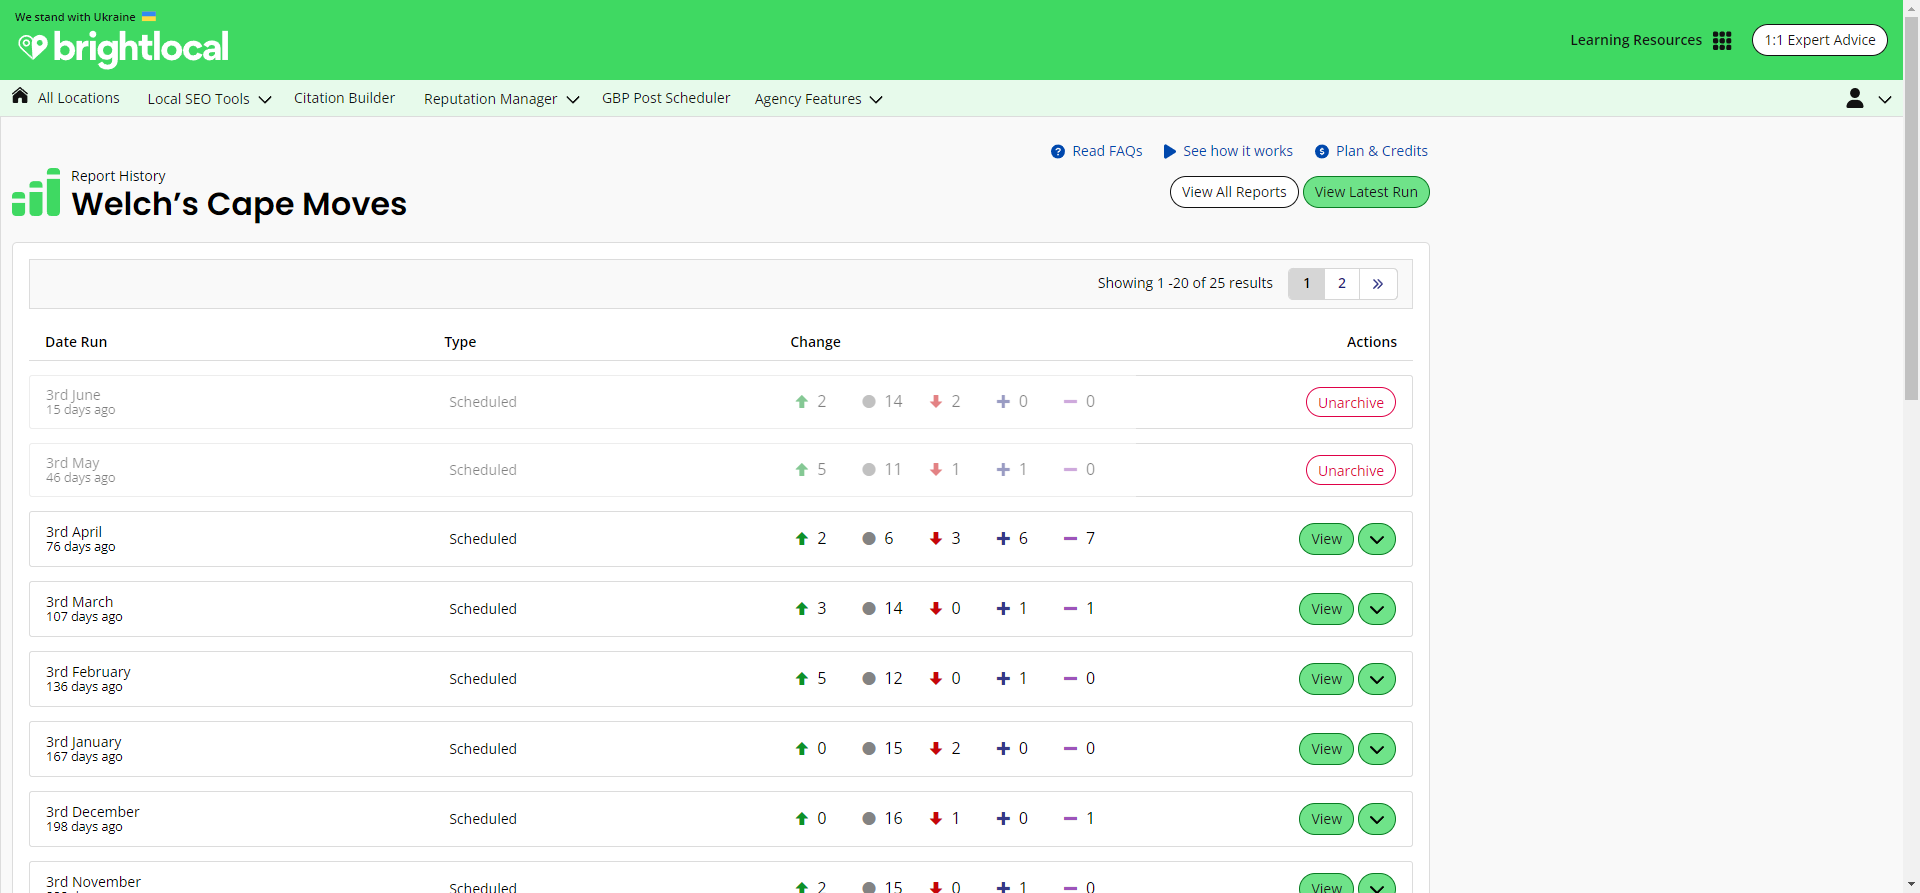 We stand with Ukraine
brightlocal
Learning Resources
1:1 Expert Advice
All Locations
Local SEO Tools
Citation Builder
Reputation Manager
GBP Post Scheduler
Agency Features
Read FAQs
See how it works
Plan & Credits
Report History
Welch’s Cape Moves
View All Reports
View Latest Run
Showing 1 -20 of 25 results
1 2 »
Date Run Type Change Actions
3rd June
15 days ago
Scheduled 2 14 2 0 0 Unarchive
3rd May
46 days ago
Scheduled 5 11 1 1 0 Unarchive
3rd April
76 days ago
Scheduled 2 6 3 6 7 View
3rd March
107 days ago
Scheduled 3 14 0 1 1 View
3rd February
136 days ago
Scheduled 5 12 0 1 0 View
3rd January
167 days ago
Scheduled 0 15 2 0 0 View
3rd December
198 days ago
Scheduled 0 16 1 0 1 View
3rd November
Scheduled 2 15 0 1 0 View